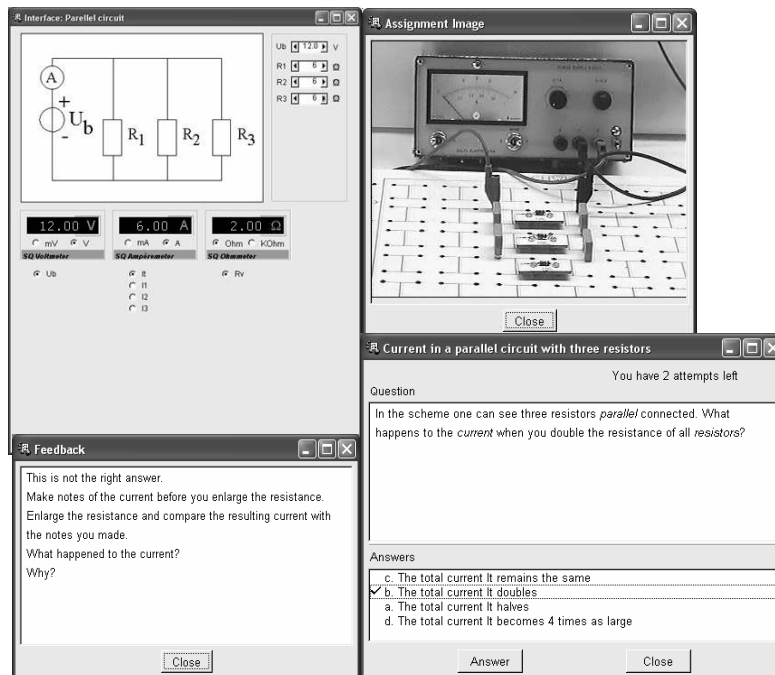 Interface: Parellel circuit
A
+
Ub
-
R1
R2
R3
Ub 12.0 V
R1 6 Ω
R2 6 Ω
R3 6 Ω
12.00 V
mV V
SQ Voltmeter
Ub
6.00 A
mA A
SQ Ampèremeter
It
I1
I2
I3
2.00 Ω
Ohm KOhm
SQ Ohmmeter
Rv
Assignment Image
Close
Current in a parallel circuit with three resistors
You have 2 attempts left
Question
In the scheme one can see three resistors parallel connected. What
happens to the current when you double the resistance of all resistors?
Answers
c. The total current It remains the same
b. The total current It doubles
a. The total current It halves
d. The total current It becomes 4 times as large
Answer
Close
Feedback
This is not the right answer.
Make notes of the current before you enlarge the resistance.
Enlarge the resistance and compare the resulting current with
the notes you made.
What happened to the current?
Why?
Close